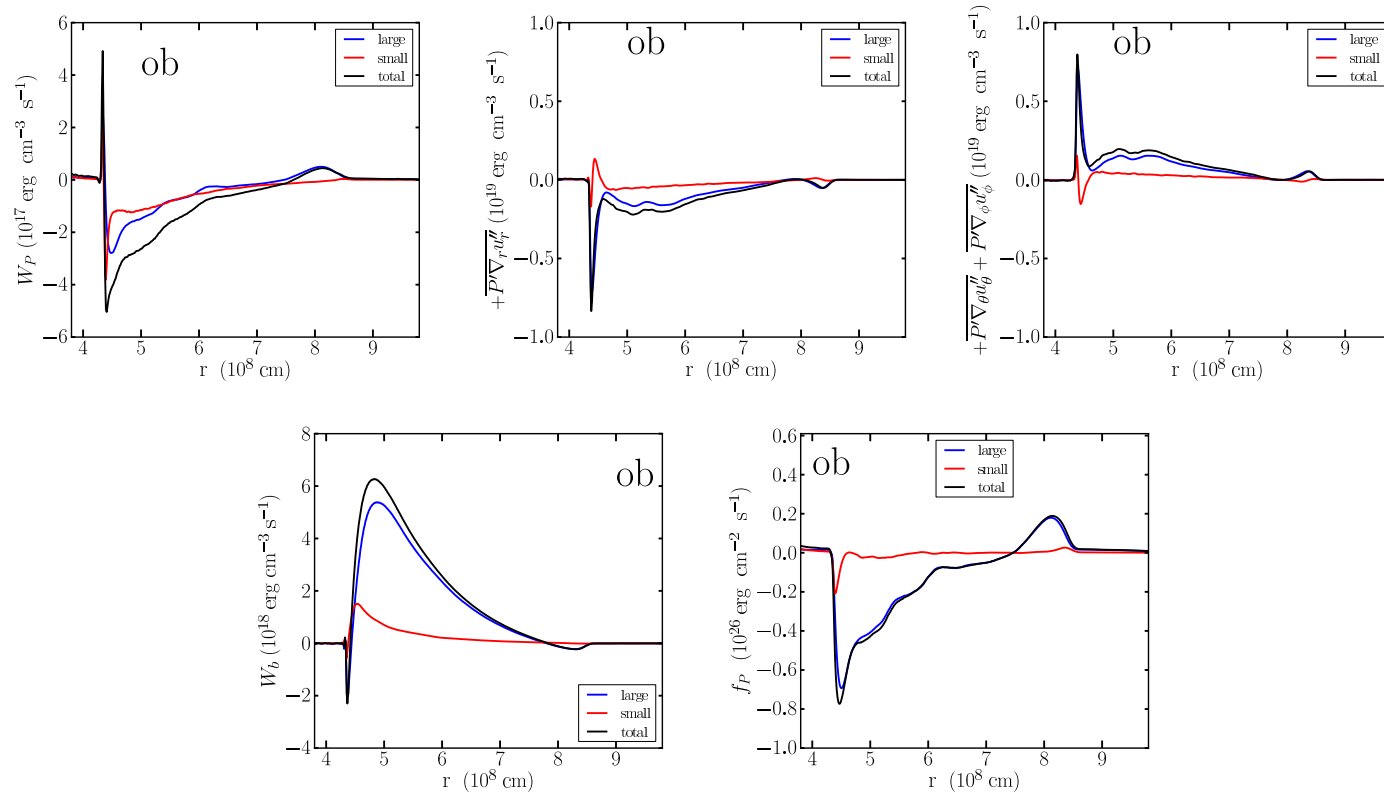 ob
large
small
total
6
4
2
0
−2
−4
−6
W_P (10^17 erg cm^−3 s^−1)
4 5 6 7 8 9
r (10^8 cm)
ob
large
small
total
1.0
0.5
0.0
−0.5
−1.0
+\overline{P′∇_r u″_r} (10^19 erg cm^−3 s^−1)
4 5 6 7 8 9
r (10^8 cm)
ob
large
small
total
1.0
0.5
0.0
−0.5
−1.0
+\overline{P′∇_θ u″_θ} + \overline{P′∇_ϕ u″_ϕ} (10^19 erg cm^−3 s^−1)
4 5 6 7 8 9
r (10^8 cm)
ob
8
6
4
2
0
−2
−4
W_b (10^18 erg cm^−3 s^−1)
large
small
total
4 5 6 7 8 9
r (10^8 cm)
ob
large
small
total
0.6
0.4
0.2
0.0
−0.2
−0.4
−0.6
−0.8
−1.0
f_P (10^26 erg cm^−2 s^−1)
4 5 6 7 8 9
r (10^8 cm)